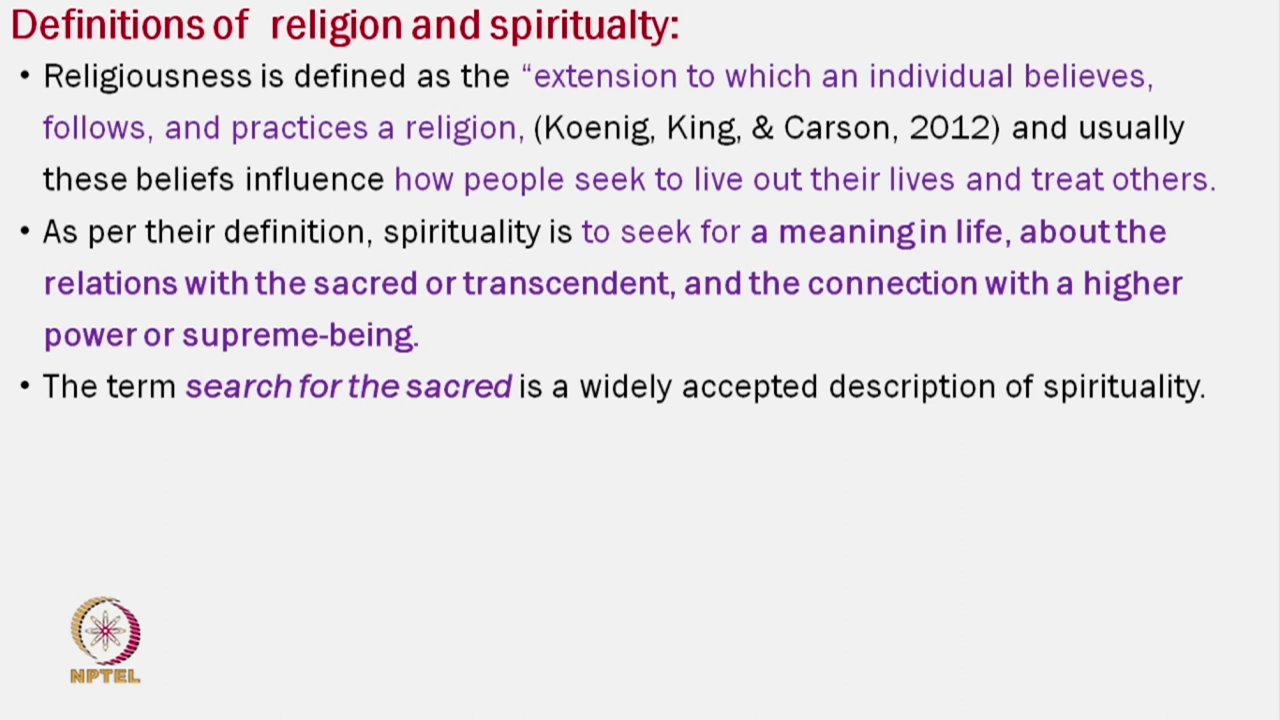 Definitions of religion and spiritualty:
• Religiousness is defined as the “extension to which an individual believes,
follows, and practices a religion, (Koenig, King, & Carson, 2012) and usually
these beliefs influence how people seek to live out their lives and treat others.
• As per their definition, spirituality is to seek for a meaning in life, about the
relations with the sacred or transcendent, and the connection with a higher
power or supreme-being.
• The term search for the sacred is a widely accepted description of spirituality.
NPTEL